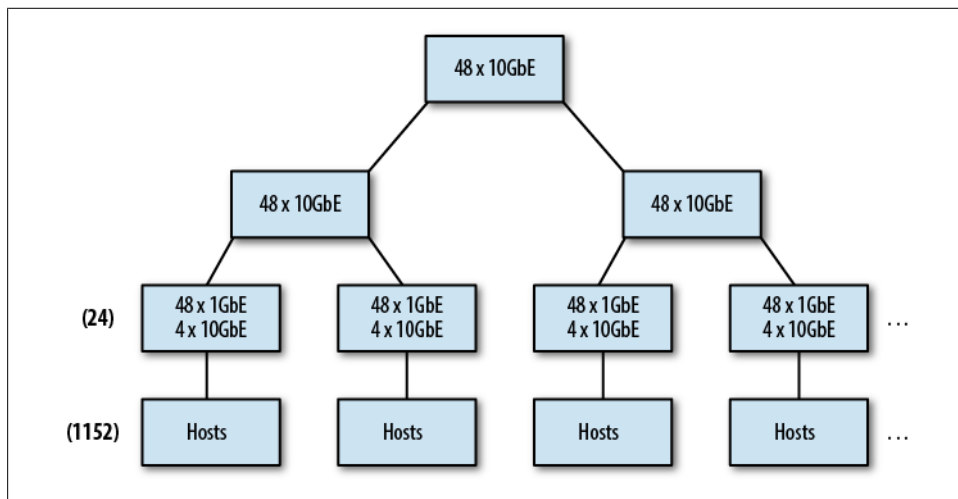 48 x 10GbE
48 x 10GbE
48 x 10GbE
(24)
48 x 1GbE
4 x 10GbE
48 x 1GbE
4 x 10GbE
48 x 1GbE
4 x 10GbE
48 x 1GbE
4 x 10GbE
...
(1152)
Hosts
Hosts
Hosts
Hosts
...